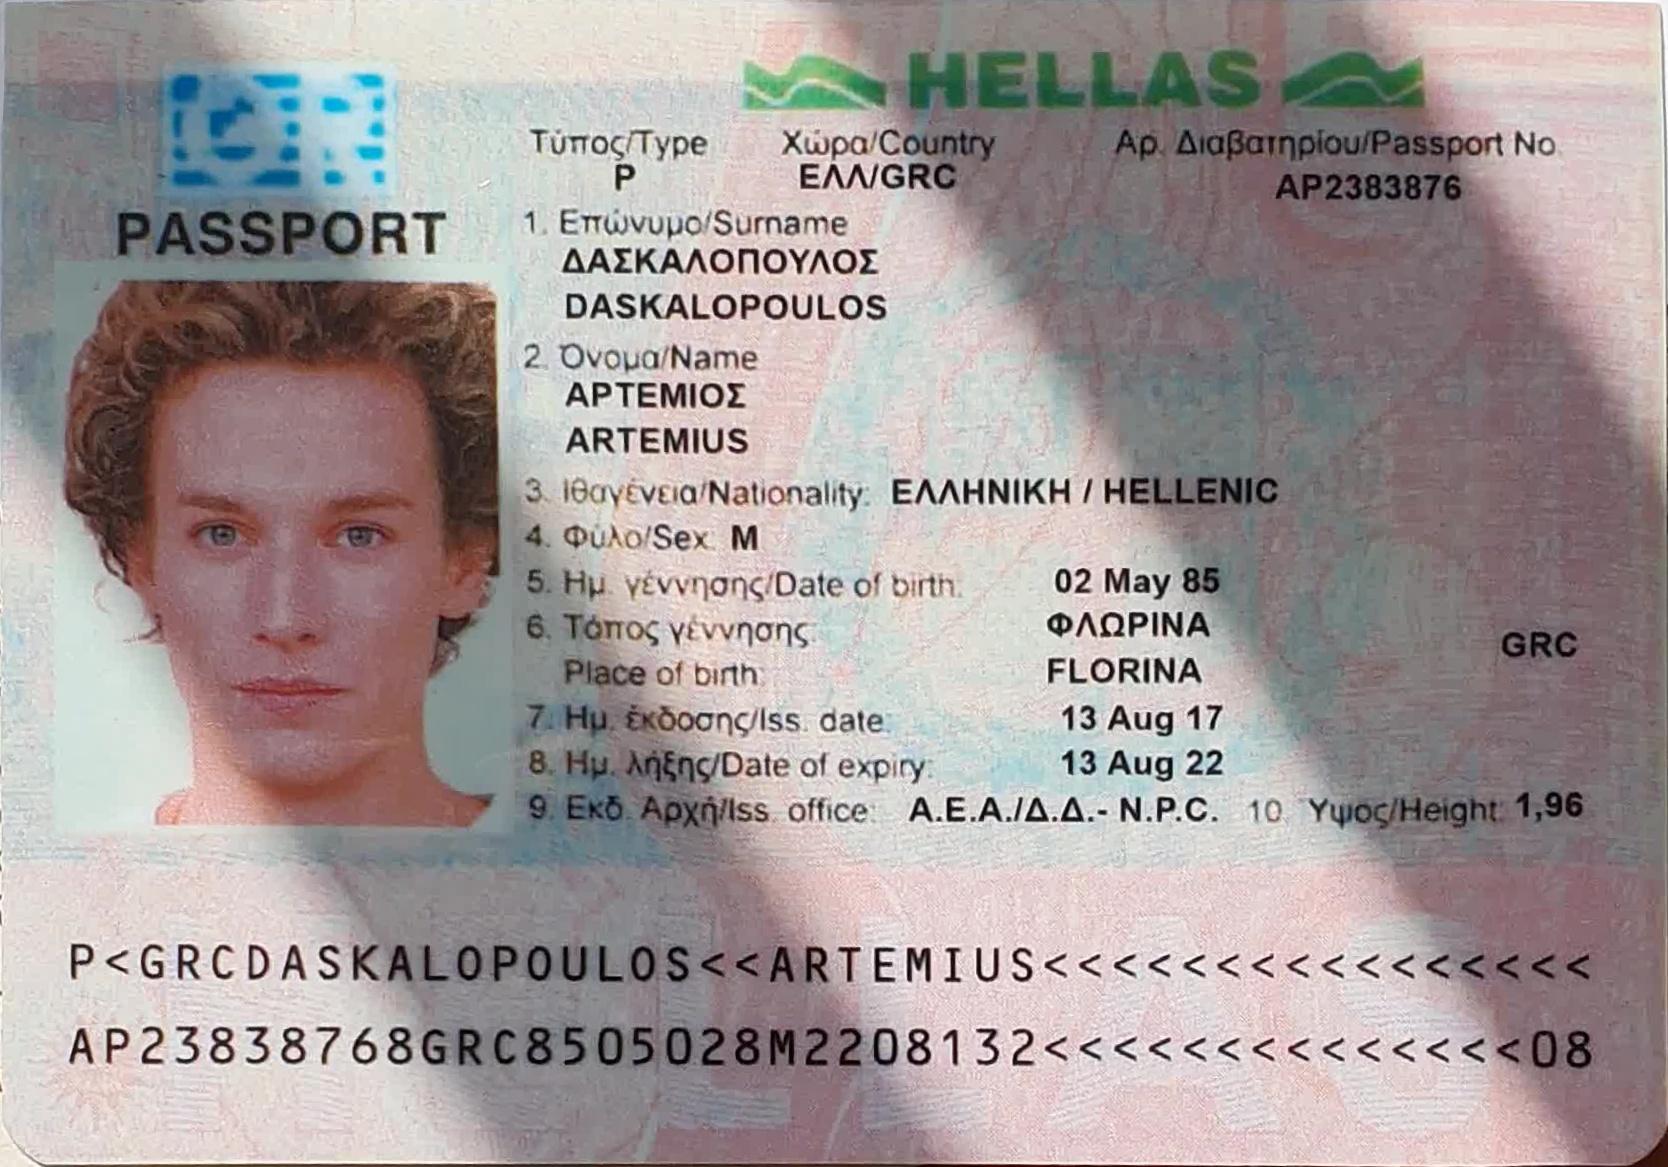 HELLAS
Τύπος/Type Χώρα/Country Αρ. Διαβατηρίου/Passport No
P ΕΛΛ/GRC AP2383876
PASSPORT
1. Επώνυμο/Surname
ΔΑΣΚΑΛΟΠΟΥΛΟΣ
DASKALOPOULOS
2. Όνομα/Name
ΑΡΤΕΜΙΟΣ
ARTEMIUS
3. Ιθαγένεια/Nationality: ΕΛΛΗΝΙΚΗ / HELLENIC
4. Φύλο/Sex M
5. Ημ. γέννησης/Date of birth: 02 May 85
6. Τόπος γέννησης: ΦΛΩΡΙΝΑ
Place of birth: FLORINA GRC
7. Ημ. έκδοσης/Iss. date: 13 Aug 17
8. Ημ. λήξης/Date of expiry: 13 Aug 22
9. Εκδ. Αρχή/Iss. office: Α.Ε.Α./Δ.Δ.- N.P.C. 10 Υψος/Height: 1,96
P<GRCDASKALOPOULOS<<ARTEMIUS<<<<<<<<<<<<<<<<
AP23838768GRC8505028M2208132<<<<<<<<<<<<<<08